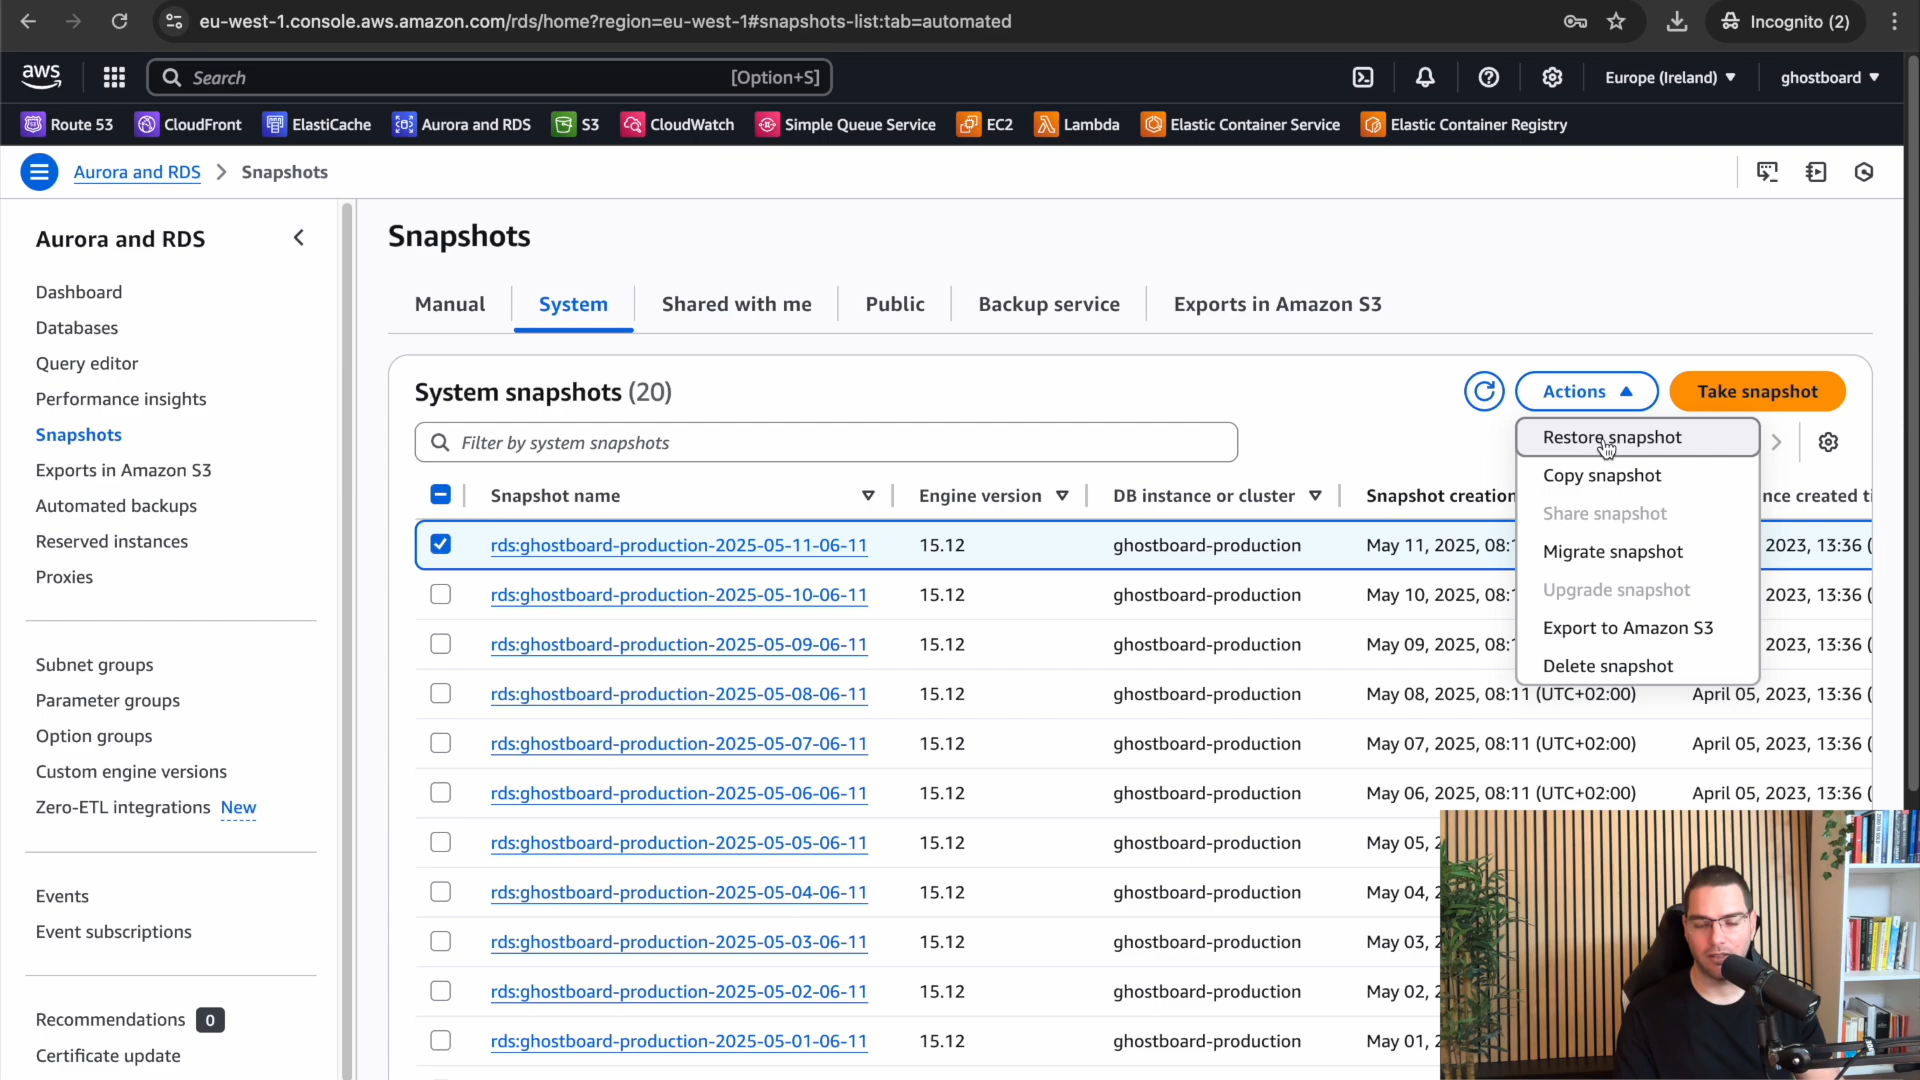 eu-west-1.console.aws.amazon.com/rds/home?region=eu-west-1#snapshots-list:tab=automated
Incognito (2)
aws
Search
[Option+S]
Europe (Ireland)
ghostboard
Route 53
CloudFront
ElastiCache
Aurora and RDS
S3
CloudWatch
Simple Queue Service
EC2
Lambda
Elastic Container Service
Elastic Container Registry
Aurora and RDS
Snapshots
Aurora and RDS
Dashboard
Databases
Query editor
Performance insights
Snapshots
Exports in Amazon S3
Automated backups
Reserved instances
Proxies
Subnet groups
Parameter groups
Option groups
Custom engine versions
Zero-ETL integrations New
Events
Event subscriptions
Recommendations 0
Certificate update
Snapshots
Manual
System
Shared with me
Public
Backup service
Exports in Amazon S3
System snapshots (20)
Actions
Take snapshot
Filter by system snapshots
Restore snapshot
Copy snapshot
Share snapshot
Migrate snapshot
Upgrade snapshot
Export to Amazon S3
Delete snapshot
Snapshot name Engine version DB instance or cluster Snapshot creation nce created ti
rds:ghostboard-production-2025-05-11-06-11 15.12 ghostboard-production May 11, 2025, 08:1 2023, 13:36 (
rds:ghostboard-production-2025-05-10-06-11 15.12 ghostboard-production May 10, 2025, 08:1 2023, 13:36 (
rds:ghostboard-production-2025-05-09-06-11 15.12 ghostboard-production May 09, 2025, 08:1 2023, 13:36 (
rds:ghostboard-production-2025-05-08-06-11 15.12 ghostboard-production May 08, 2025, 08:11 (UTC+02:00) April 05, 2023, 13:36 (
rds:ghostboard-production-2025-05-07-06-11 15.12 ghostboard-production May 07, 2025, 08:11 (UTC+02:00) April 05, 2023, 13:36 (
rds:ghostboard-production-2025-05-06-06-11 15.12 ghostboard-production May 06, 2025, 08:11 (UTC+02:00) April 05, 2023, 13:36 (
rds:ghostboard-production-2025-05-05-06-11 15.12 ghostboard-production May 05, 2
rds:ghostboard-production-2025-05-04-06-11 15.12 ghostboard-production May 04, 2
rds:ghostboard-production-2025-05-03-06-11 15.12 ghostboard-production May 03, 2
rds:ghostboard-production-2025-05-02-06-11 15.12 ghostboard-production May 02, 2
rds:ghostboard-production-2025-05-01-06-11 15.12 ghostboard-production May 01, 2